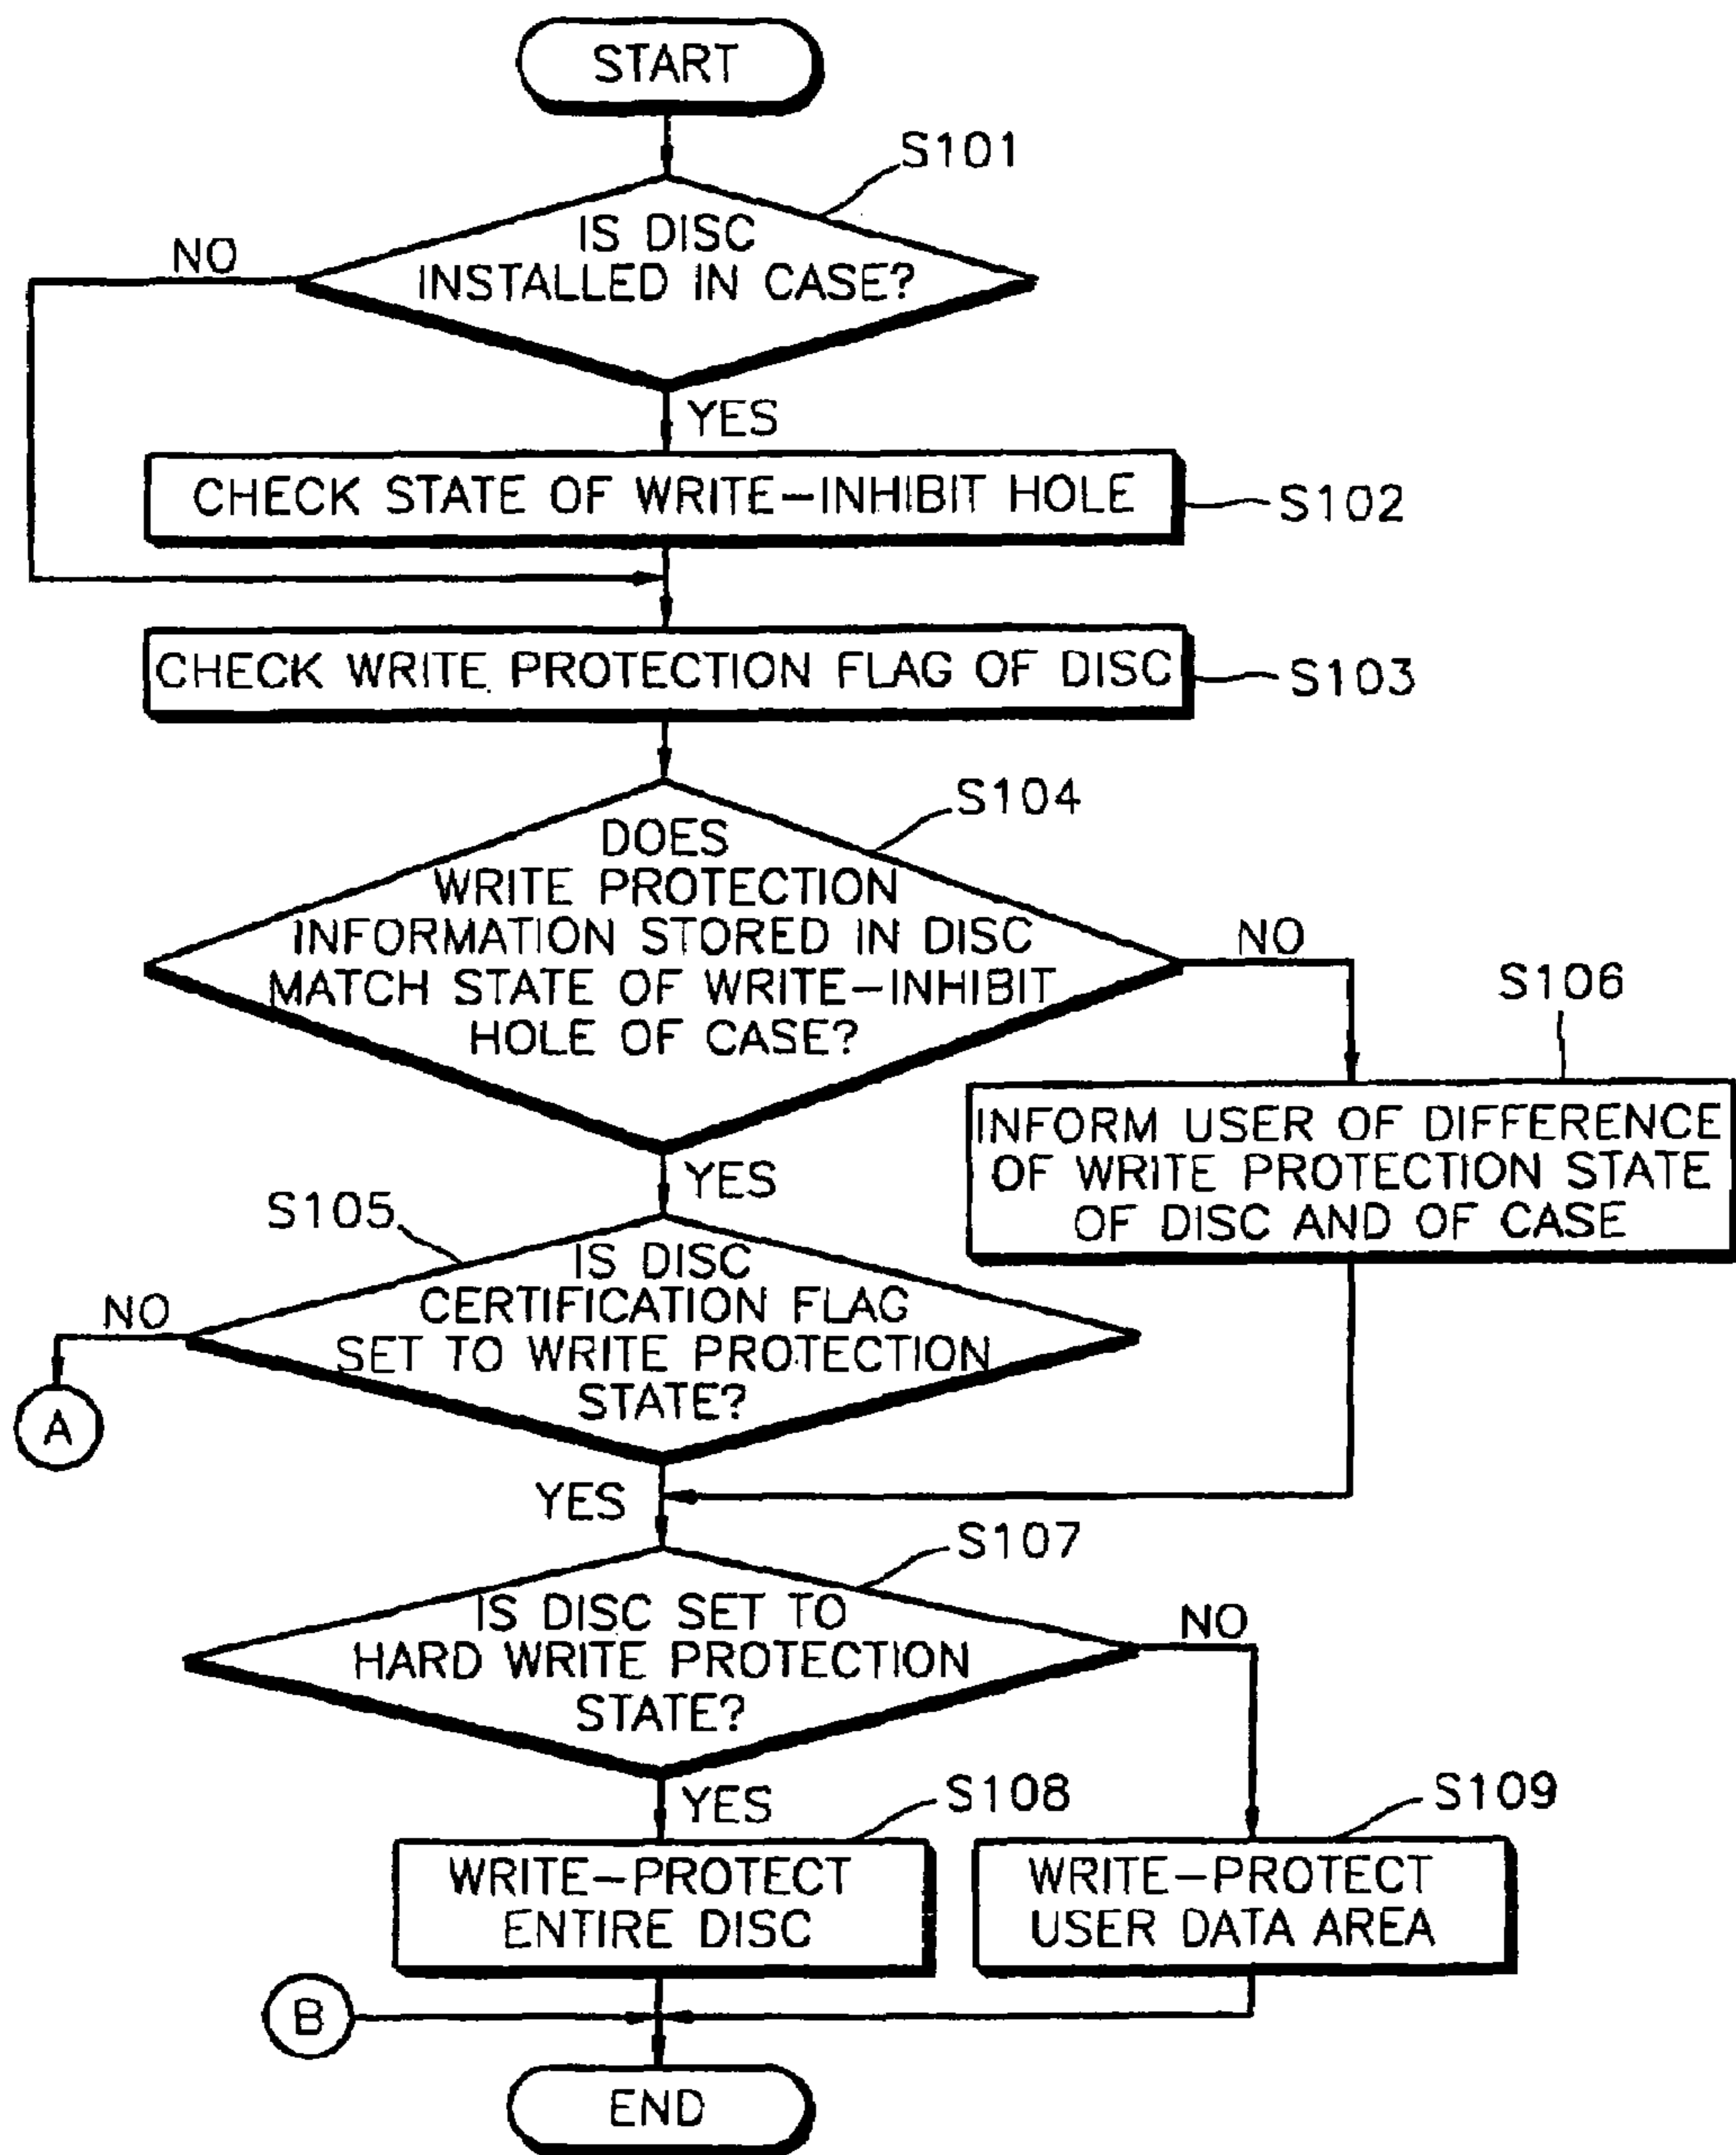 START
S101
IS DISC
INSTALLED IN CASE?
NO
YES
CHECK STATE OF WRITE-INHIBIT HOLE
S102
CHECK WRITE PROTECTION FLAG OF DISC
S103
S104
DOES
WRITE PROTECTION
INFORMATION STORED IN DISC
MATCH STATE OF WRITE-INHIBIT
HOLE OF CASE?
NO
YES
S106
INFORM USER OF DIFFERENCE
OF WRITE PROTECTION STATE
OF DISC AND OF CASE
S105
IS DISC
CERTIFICATION FLAG
SET TO WRITE PROTECTION
STATE?
NO
A
YES
S107
IS DISC SET TO
HARD WRITE PROTECTION
STATE?
NO
YES
S108
WRITE-PROTECT
ENTIRE DISC
S109
WRITE-PROTECT
USER DATA AREA
B
END